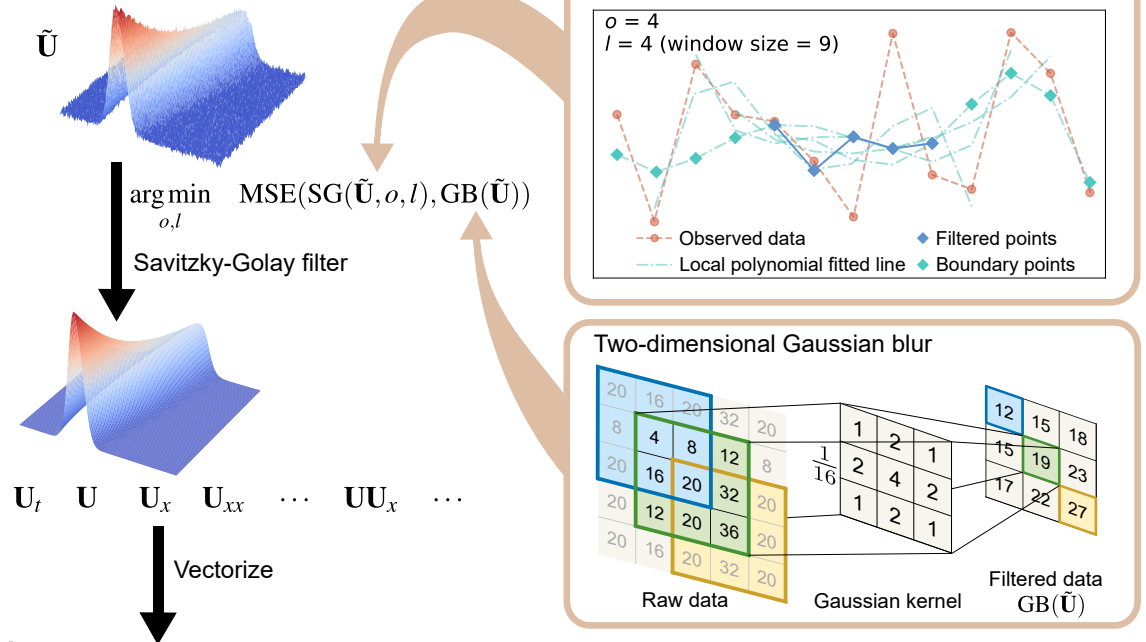 Ũ
arg min MSE(SG(Ũ, o, l), GB(Ũ))
o,l
Savitzky-Golay filter
U_t U U_x U_xx ⋯ UU_x ⋯
Vectorize
o = 4
l = 4 (window size = 9)
Observed data
Filtered points
Local polynomial fitted line
Boundary points
Two-dimensional Gaussian blur
20 16 20 32 20
8 4 8 12 8
20 16 20 32 20
20 12 20 36 20
20 16 20 32 20
Raw data
1/16
1 2 1
2 4 2
1 2 1
Gaussian kernel
12 15 18
15 19 23
17 22 27
Filtered data
GB(Ũ)